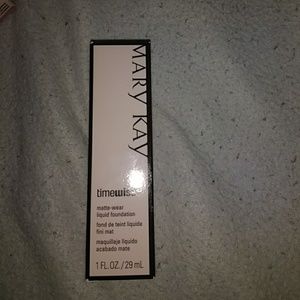 MARY KAY
timewise
matte-wear
liquid foundation
fond de teint liquide
fini mat
maquillaje líquido
acabado mate
1 FL. OZ. / 29 mL